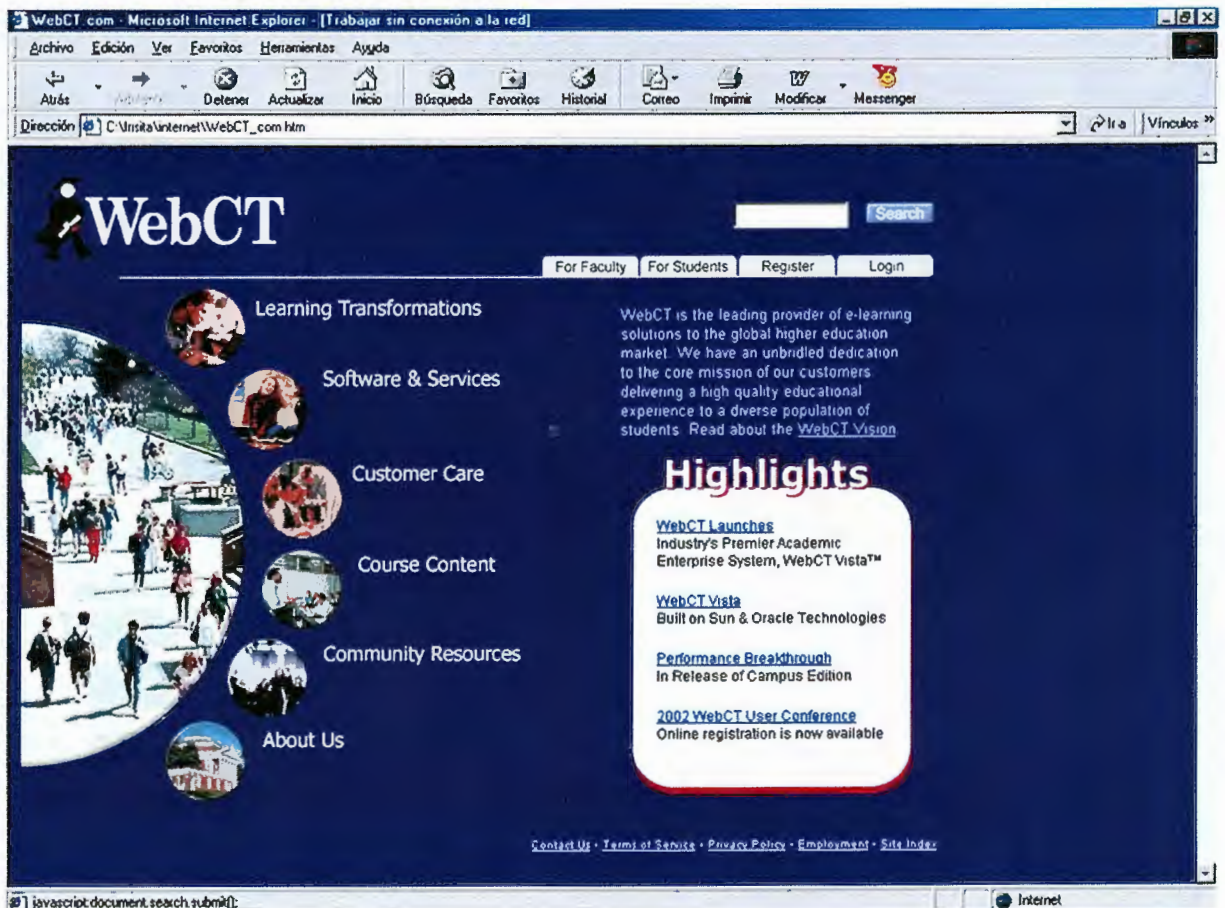 WebCT.com - Microsoft Internet Explorer - [Trabajar sin conexión a la red]
Archivo Edición Ver Favoritos Herramientas Ayuda
Atrás Adelante Detener Actualizar Inicio Búsqueda Favoritos Historial Correo Imprimir Modificar Messenger
Dirección C:\Insita\internet\WebCT_com.htm Ir a Vínculos »
WebCT
Search
For Faculty For Students Register Login
Learning Transformations
Software & Services
Customer Care
Course Content
Community Resources
About Us
WebCT is the leading provider of e-learning
solutions to the global higher education
market. We have an unbridled dedication
to the core mission of our customers
delivering a high quality educational
experience to a diverse population of
students. Read about the WebCT Vision
Highlights
WebCT Launches
Industry's Premier Academic
Enterprise System, WebCT Vista™
WebCT Vista
Built on Sun & Oracle Technologies
Performance Breakthrough
In Release of Campus Edition
2002 WebCT User Conference
Online registration is now available
Contact Us · Terms of Service · Privacy Policy · Employment · Site Index
javascript:document.search.submit(); Internet